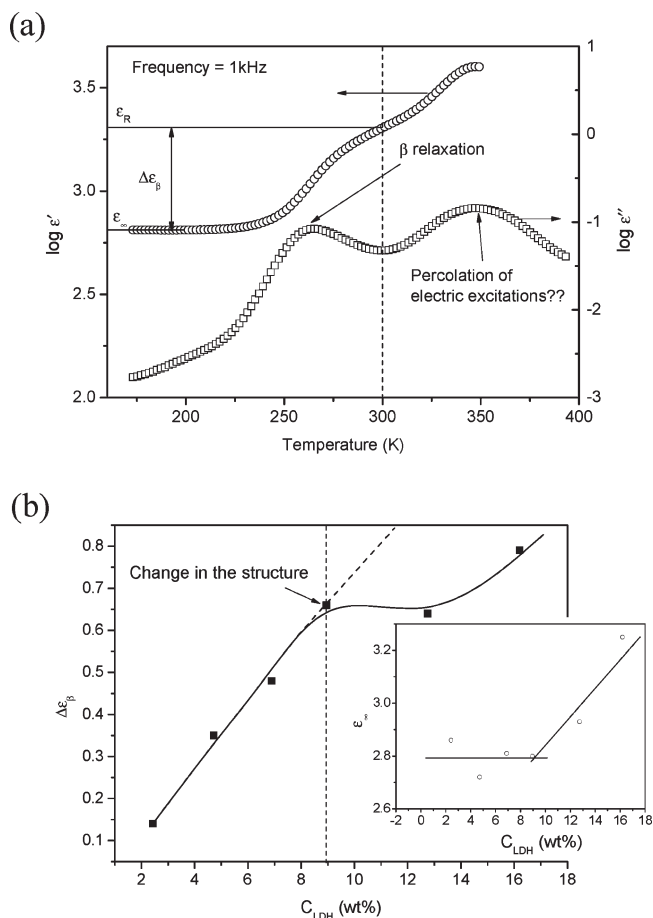 (a)
Frequency = 1kHz
3.5
3.0
2.5
2.0
log ε'
ε_R
Δε_β
ε_∞
β relaxation
Percolation of
electric excitations??
1
0
-1
-2
-3
log ε''
200 250 300 350 400
Temperature (K)
(b)
0.8
0.7
0.6
0.5
0.4
0.3
0.2
0.1
Δε_β
Change in the structure
3.2
3.0
2.8
2.6
ε_∞
-2 0 2 4 6 8 10 12 14 16 18
C_LDH (wt%)
2 4 6 8 10 12 14 16 18
C_LDH (wt%)